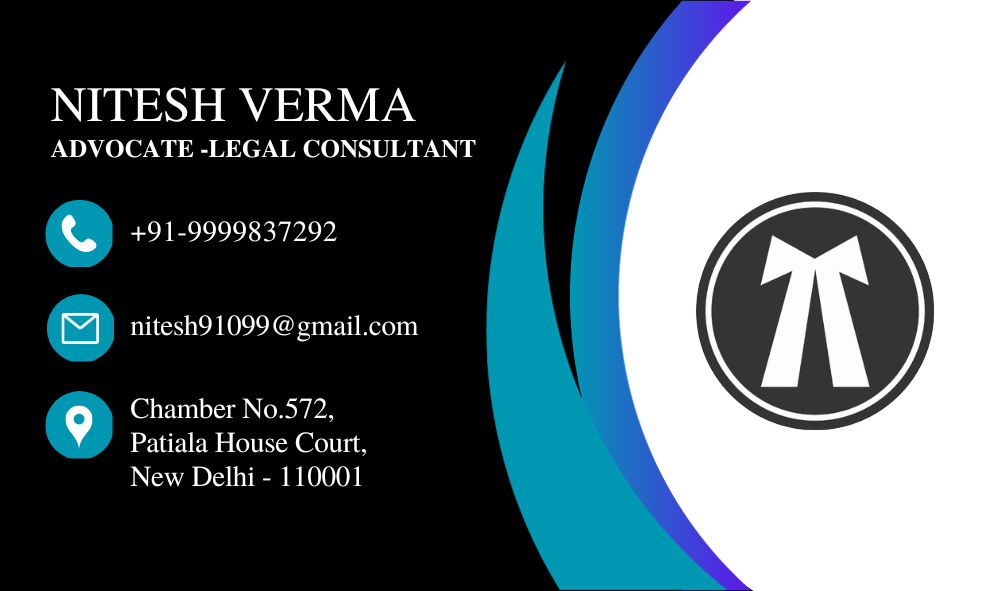 NITESH VERMA
ADVOCATE -LEGAL CONSULTANT
+91-9999837292
nitesh91099@gmail.com
Chamber No.572,
Patiala House Court,
New Delhi - 110001